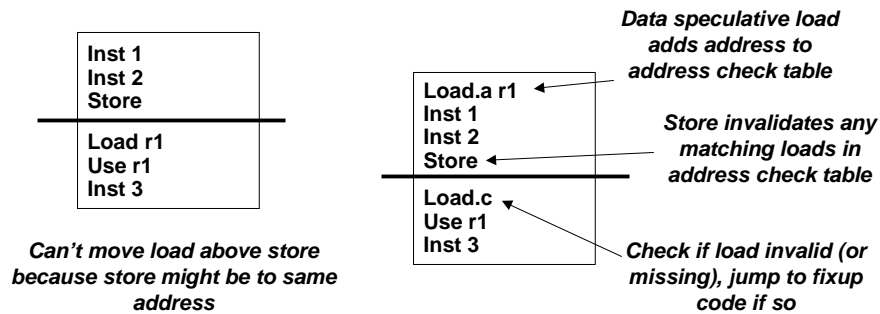 Inst 1
Inst 2
Store
Load r1
Use r1
Inst 3
Can't move load above store
because store might be to same
address
Load.a r1
Inst 1
Inst 2
Store
Load.c
Use r1
Inst 3
Data speculative load
adds address to
address check table
Store invalidates any
matching loads in
address check table
Check if load invalid (or
missing), jump to fixup
code if so